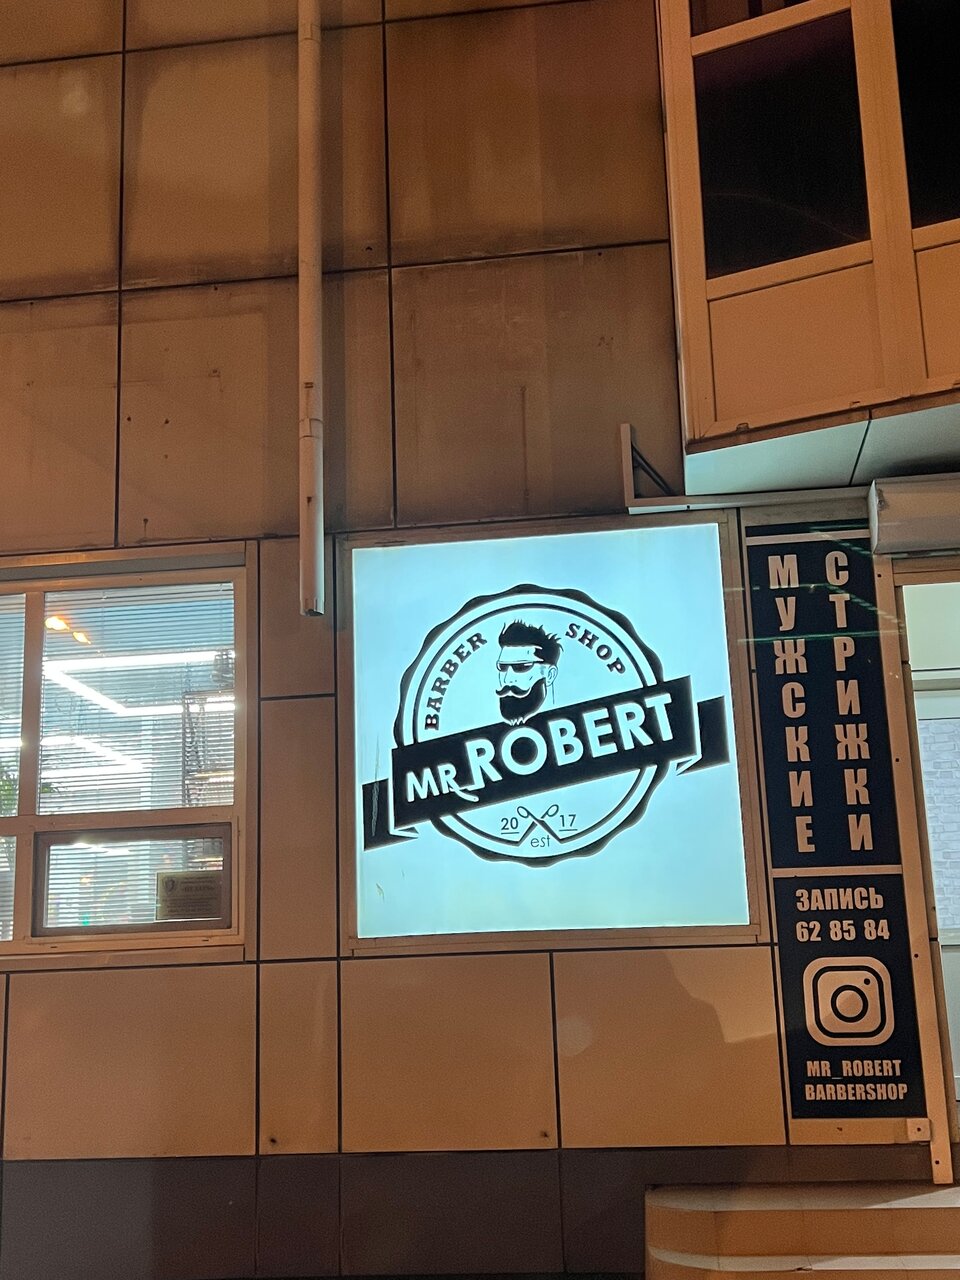 BARBER SHOP
MR_ROBERT
20 17
est
МУЖСКИЕ
СТРИЖКИ
ЗАПИСЬ
62 85 84
MR_ROBERT
BARBERSHOP